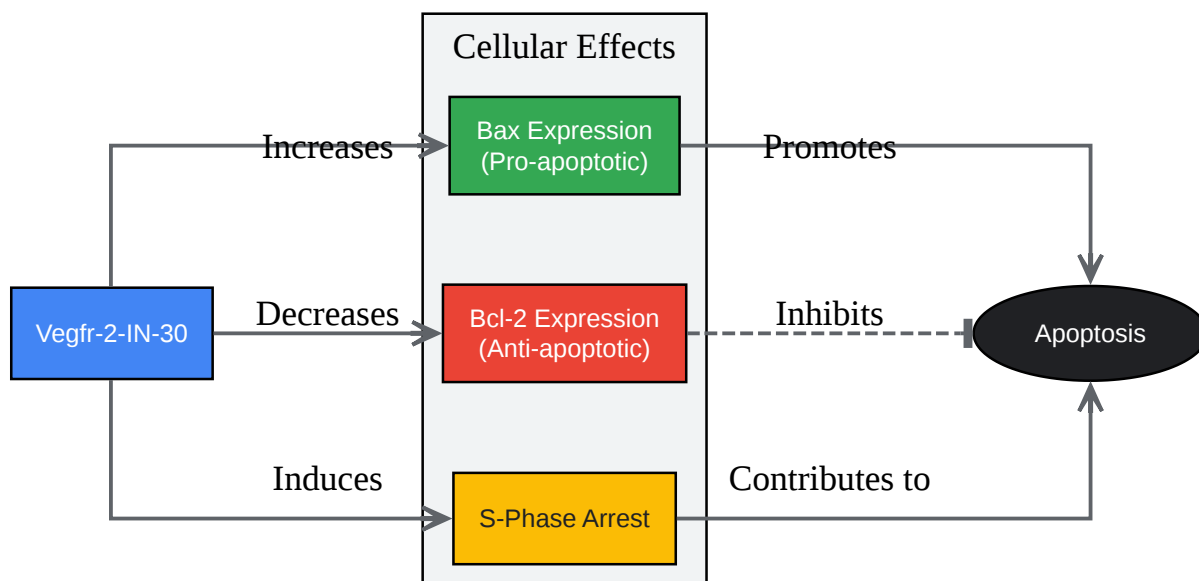 Cellular Effects
Increases
Bax Expression
(Pro-apoptotic)
Promotes
Vegfr-2-IN-30
Decreases
Bcl-2 Expression
(Anti-apoptotic)
Inhibits
Apoptosis
Induces
S-Phase Arrest
Contributes to